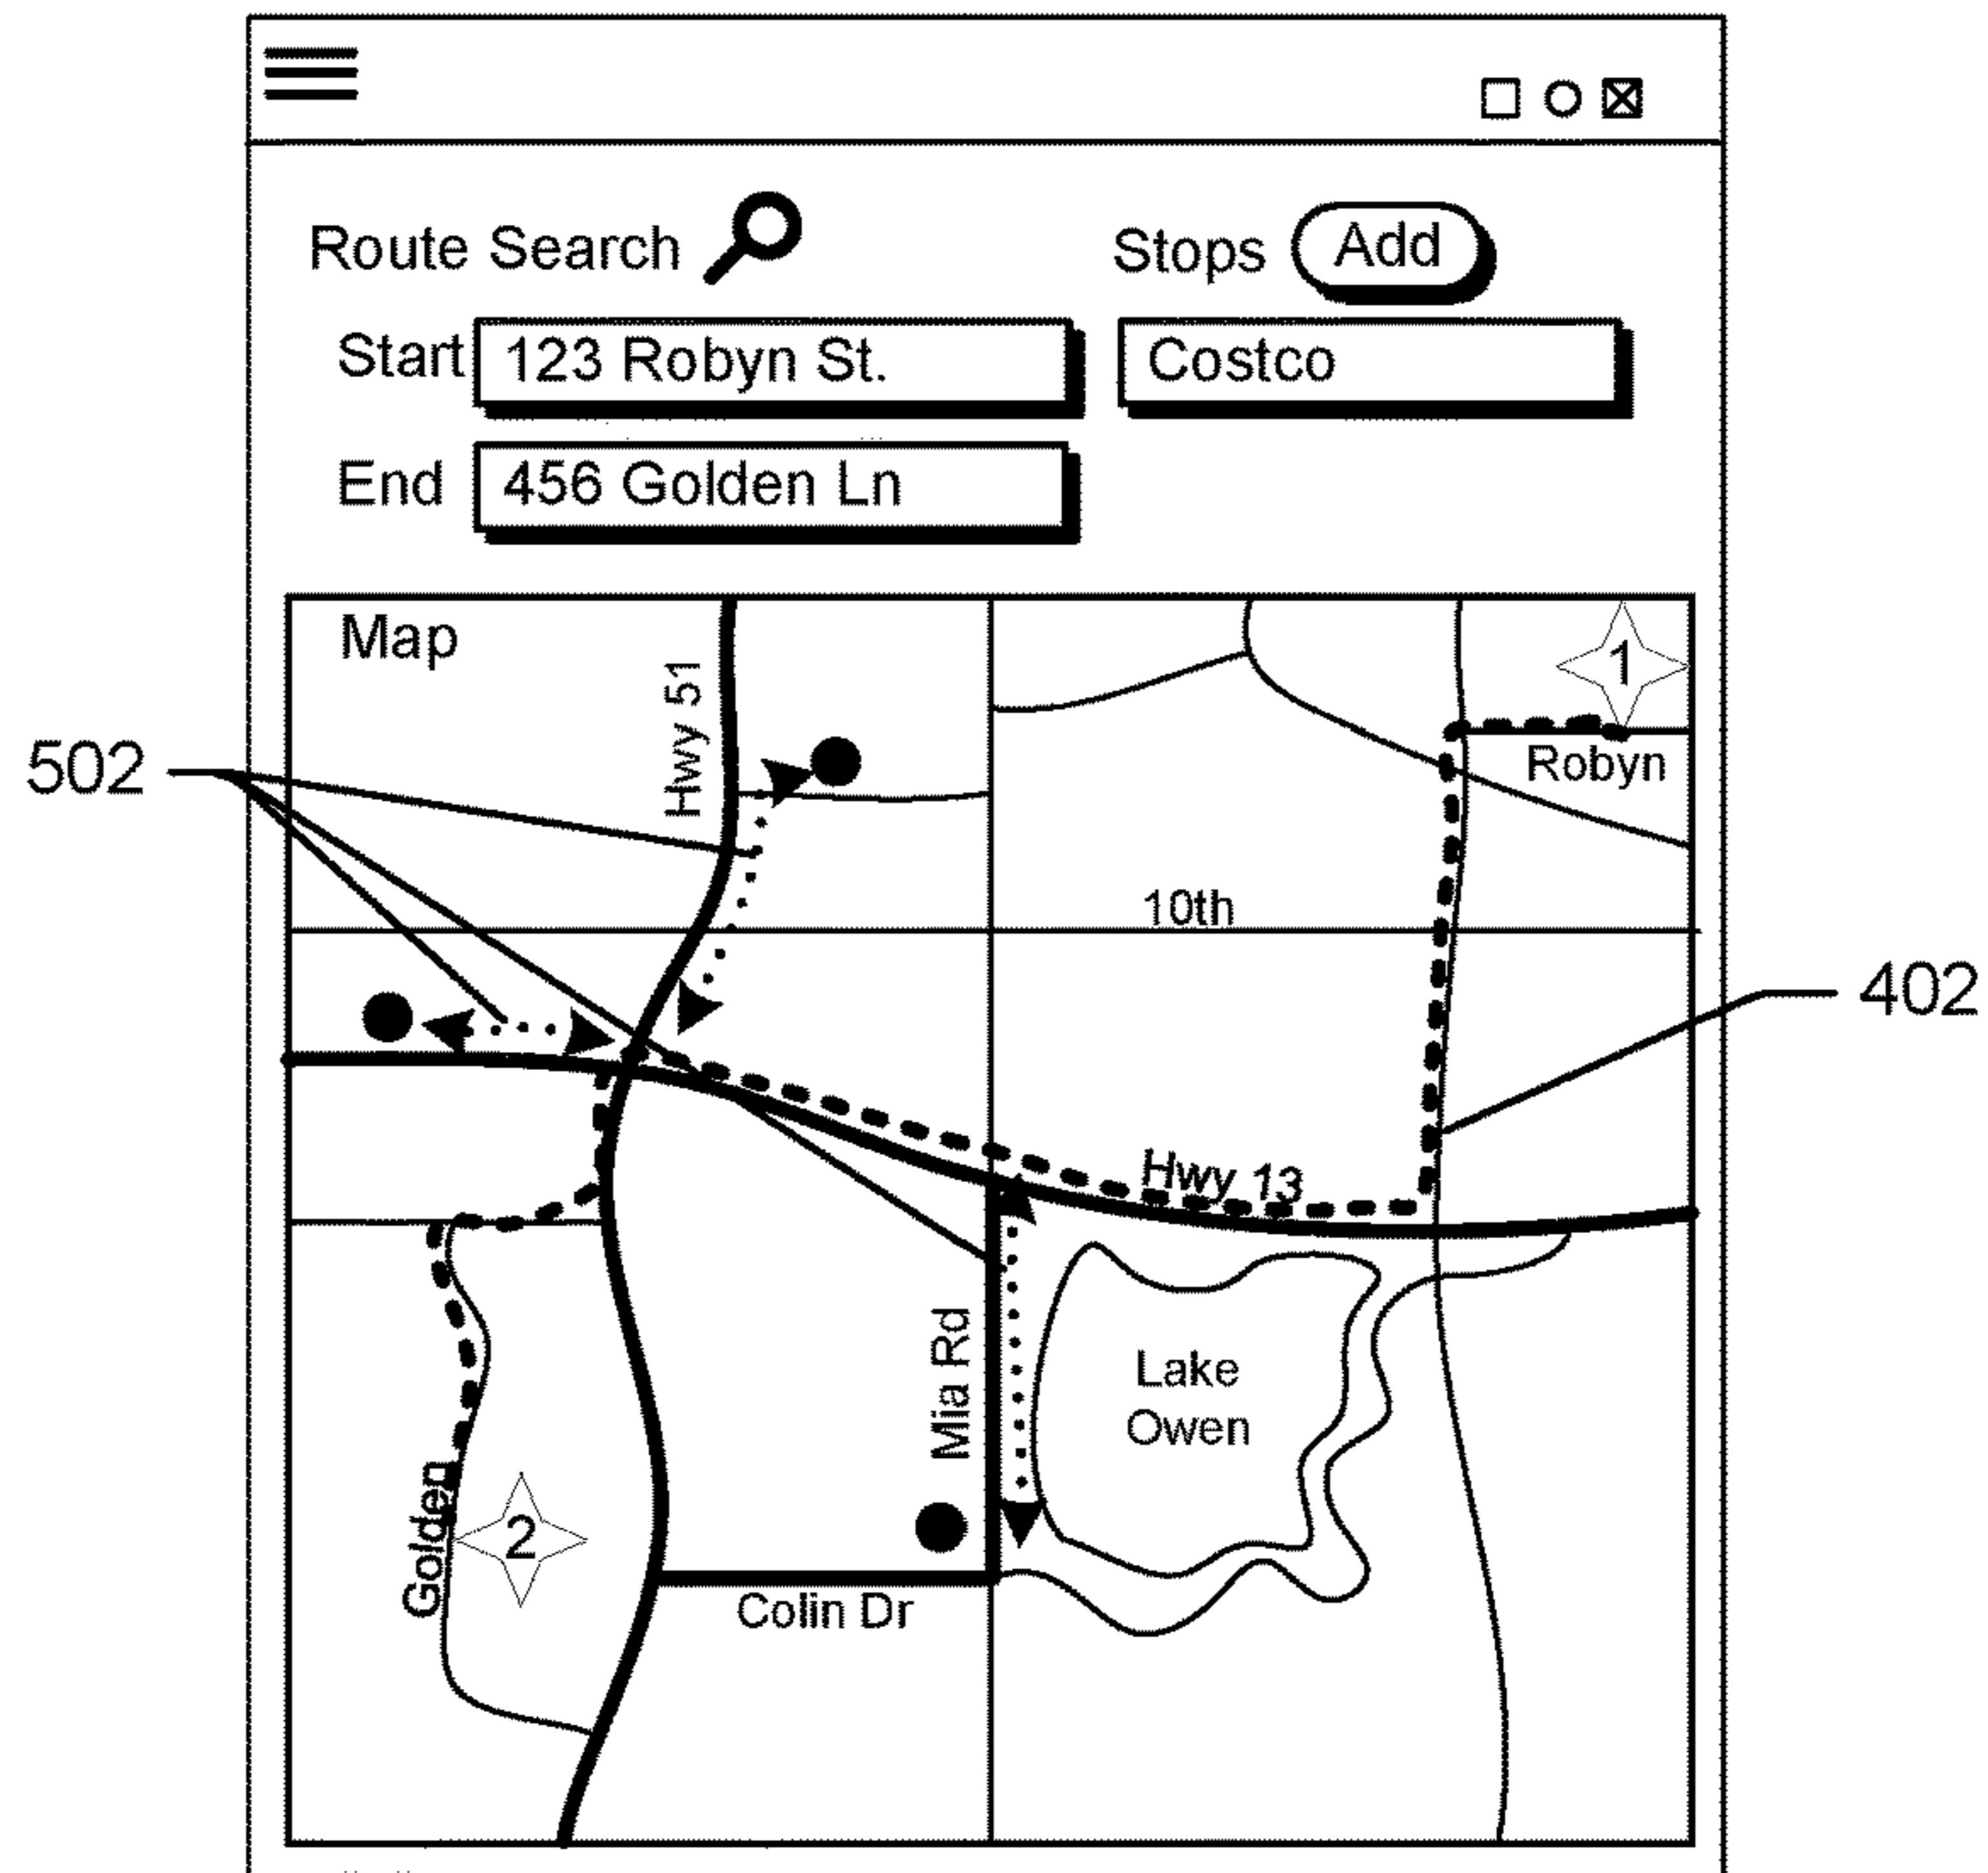 Route Search
Stops Add
Start 123 Robyn St.
Costco
End 456 Golden Ln
Map
1
Hwy 51
502
Robyn
10th
402
Hwy 13
Mia Rd
Lake
Owen
Golden
2
Colin Dr